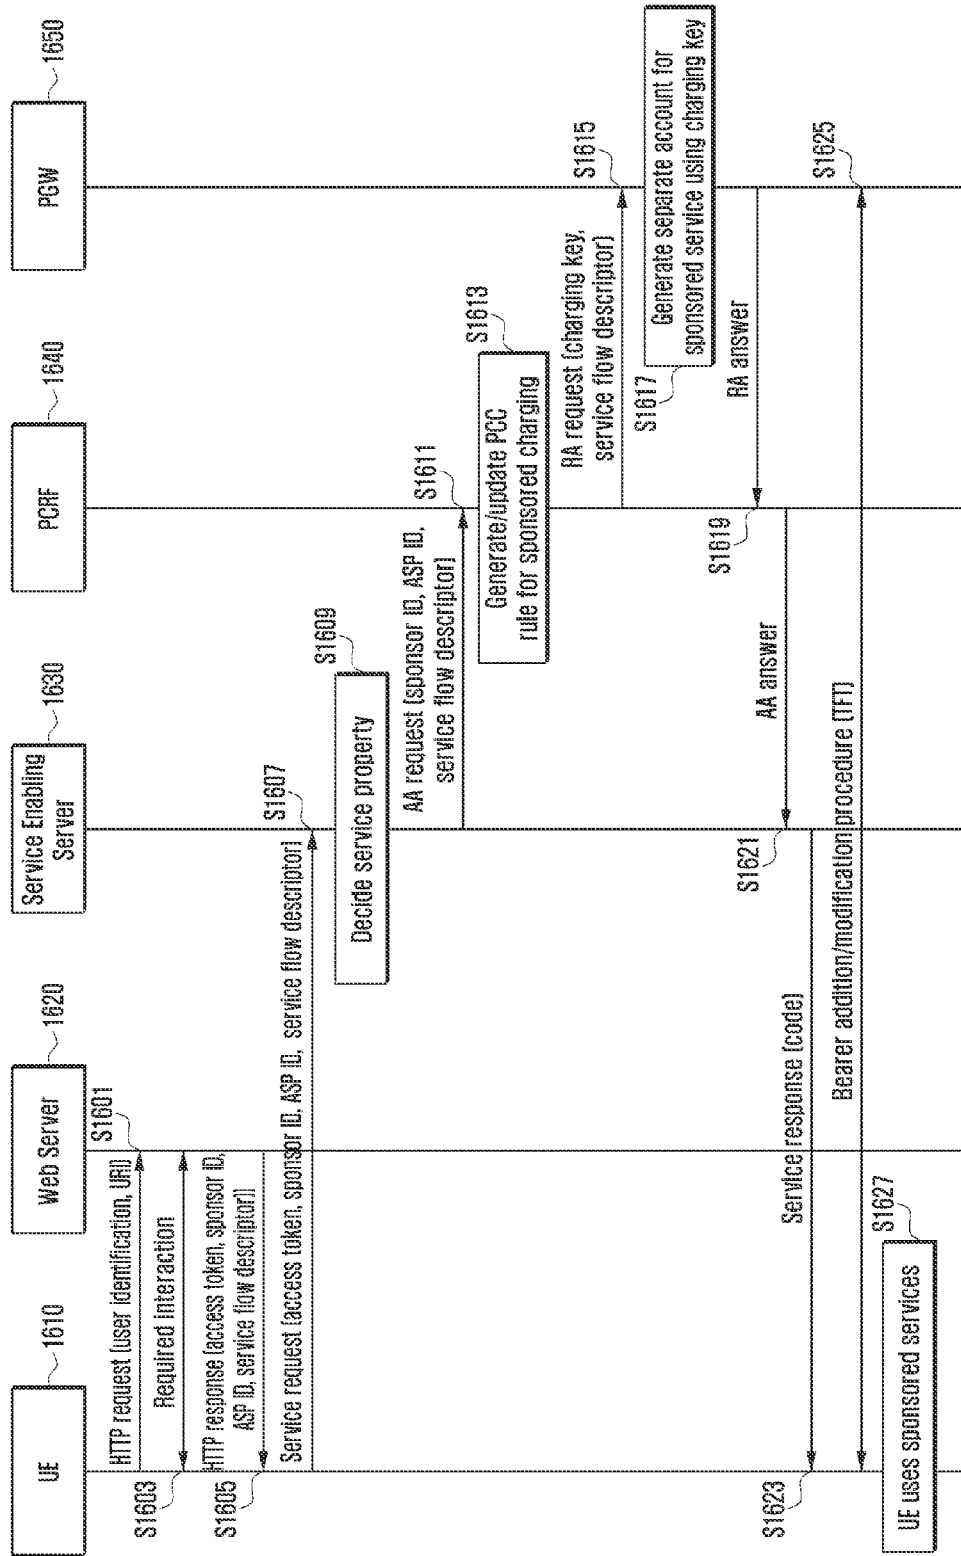 UE
1610
Web Server
1620
Service Enabling
Server
1630
PCRF
1640
PGW
1650
HTTP request (user identification, URI)
S1601
Required interaction
S1603
HTTP response (access token, sponsor ID,
ASP ID, service flow descriptor))
S1605
Service request (access token, sponsor ID, ASP ID, service flow descriptor)
S1607
Decide service property
S1609
AA request (sponsor ID, ASP ID,
service flow descriptor)
S1611
Generate/update PCC
rule for sponsored charging
S1613
RA request (charging key,
service flow descriptor)
S1615
Generate separate account for
sponsored service using charging key
S1617
RA answer
S1619
AA answer
S1621
Service response (code)
S1623
Bearer addition/modification procedure (TFT)
S1625
UE uses sponsored services
S1627